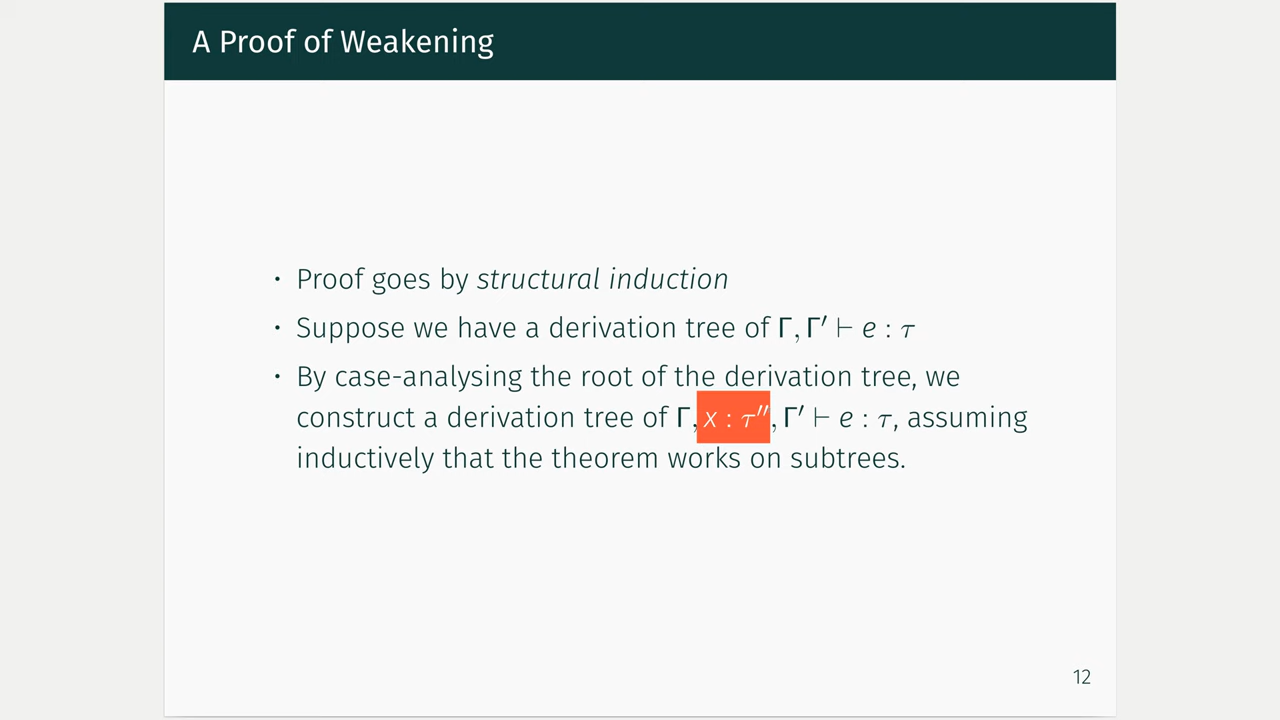 A Proof of Weakening
• Proof goes by structural induction
• Suppose we have a derivation tree of Γ, Γ′ ⊢ e : τ
• By case-analysing the root of the derivation tree, we
construct a derivation tree of Γ, x : τ″, Γ′ ⊢ e : τ, assuming
inductively that the theorem works on subtrees.
12